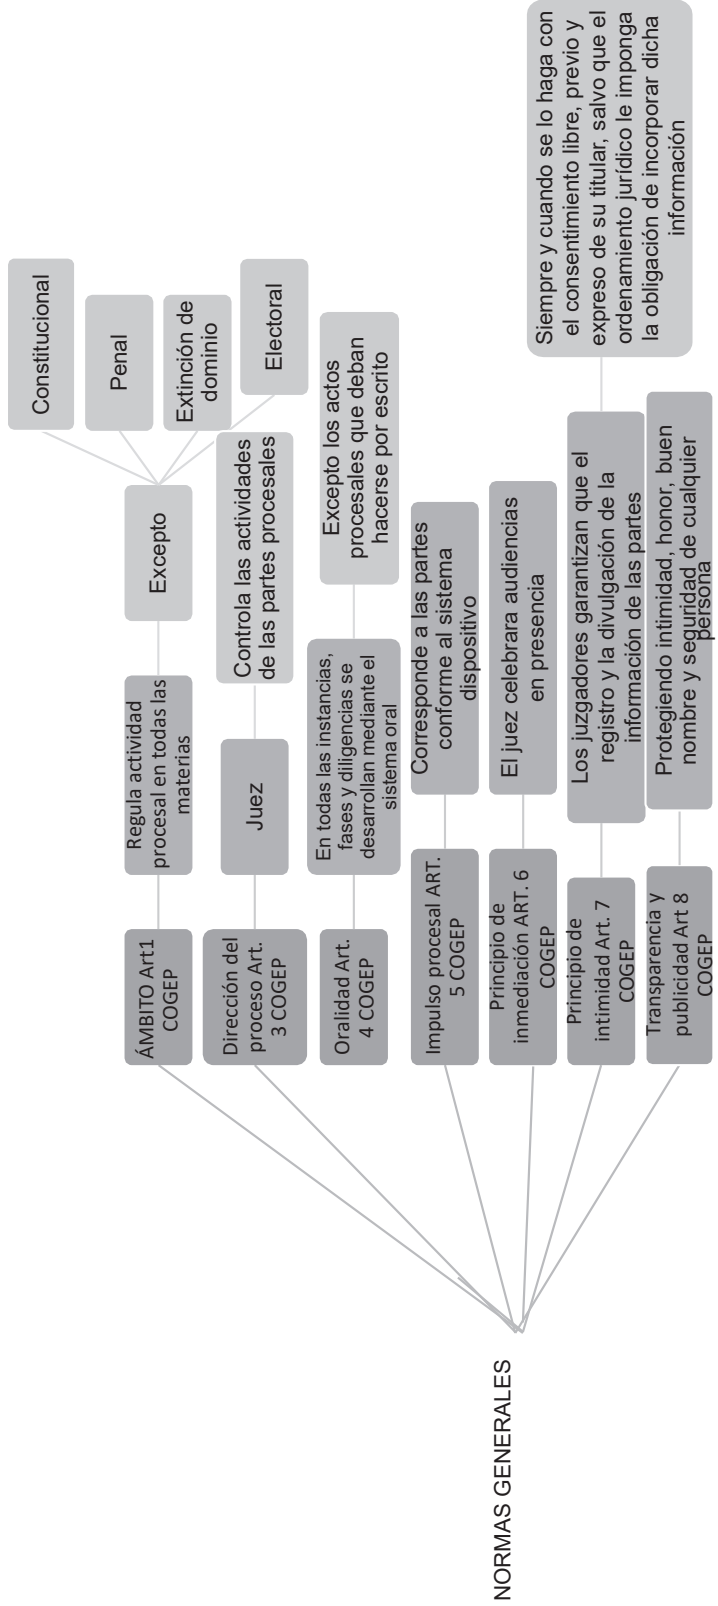 NORMAS GENERALES
ÁMBITO Art1
COGEP
Regula actividad
procesal en todas las
materias
Excepto
Constitucional
Penal
Extinción de
dominio
Electoral
Dirección del
proceso Art.
3 COGEP
Juez
Controla las actividades
de las partes procesales
Oralidad Art.
4 COGEP
En todas las instancias,
fases y diligencias se
desarrollan mediante el
sistema oral
Excepto los actos
procesales que deban
hacerse por escrito
Impulso procesal ART.
5 COGEP
Corresponde a las partes
conforme al sistema
dispositivo
Principio de
inmediación ART. 6
COGEP
El juez celebrara audiencias
en presencia
Principio de
intimidad Art. 7
COGEP
Los juzgadores garantizan que el
registro y la divulgación de la
información de las partes
Siempre y cuando se lo haga con
el consentimiento libre, previo y
expreso de su titular, salvo que el
ordenamiento jurídico le imponga
la obligación de incorporar dicha
información
Transparencia y
publicidad Art 8
COGEP
Protegiendo intimidad, honor, buen
nombre y seguridad de cualquier
persona